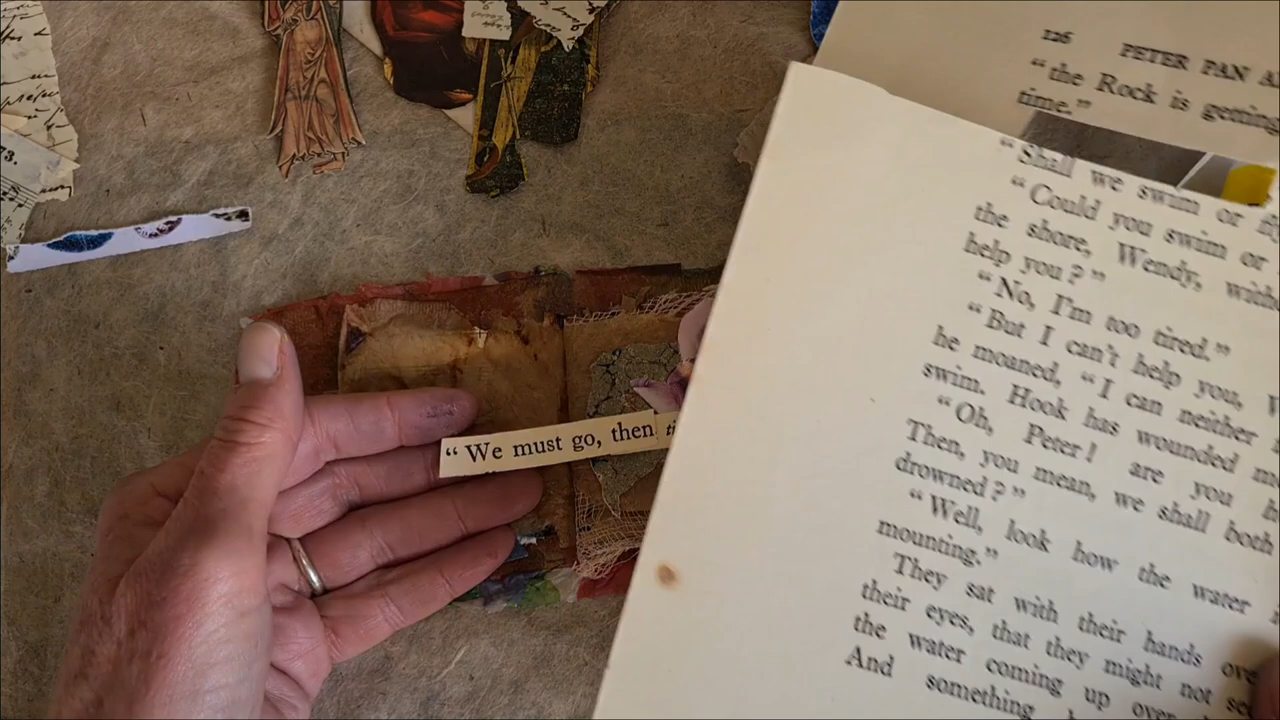 126 PETER PAN A
“the Rock is getting
time.”
“Shall we swim or
“Could you swim or
the shore, Wendy,
help you?”
“No, I'm too tired.”
“But I can't help you,
he moaned, “I can neither
swim. Hook has wounded
“Oh, Peter! are you
Then, you mean, we shall both
drowned?”
“Well, look how the water
mounting.”
They sat with their hands
their eyes, that they might not
the water coming up
And something
“We must go, then
73.